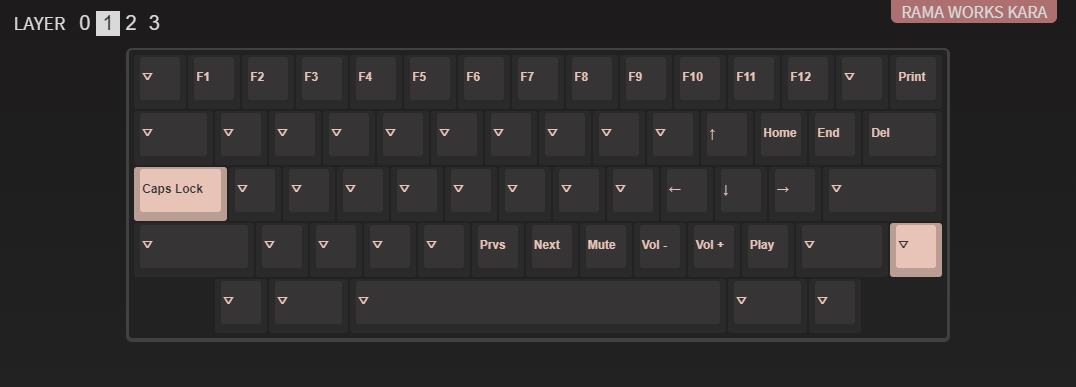 LAYER 0 1 2 3
RAMA WORKS KARA
▽ F1 F2 F3 F4 F5 F6 F7 F8 F9 F10 F11 F12 ▽ Print
▽ ▽ ▽ ▽ ▽ ▽ ▽ ▽ ▽ ▽ ↑ Home End Del
Caps Lock ▽ ▽ ▽ ▽ ▽ ▽ ▽ ▽ ← ↓ → ▽
▽ ▽ ▽ ▽ ▽ Prvs Next Mute Vol - Vol + Play ▽ ▽
▽ ▽ ▽ ▽ ▽